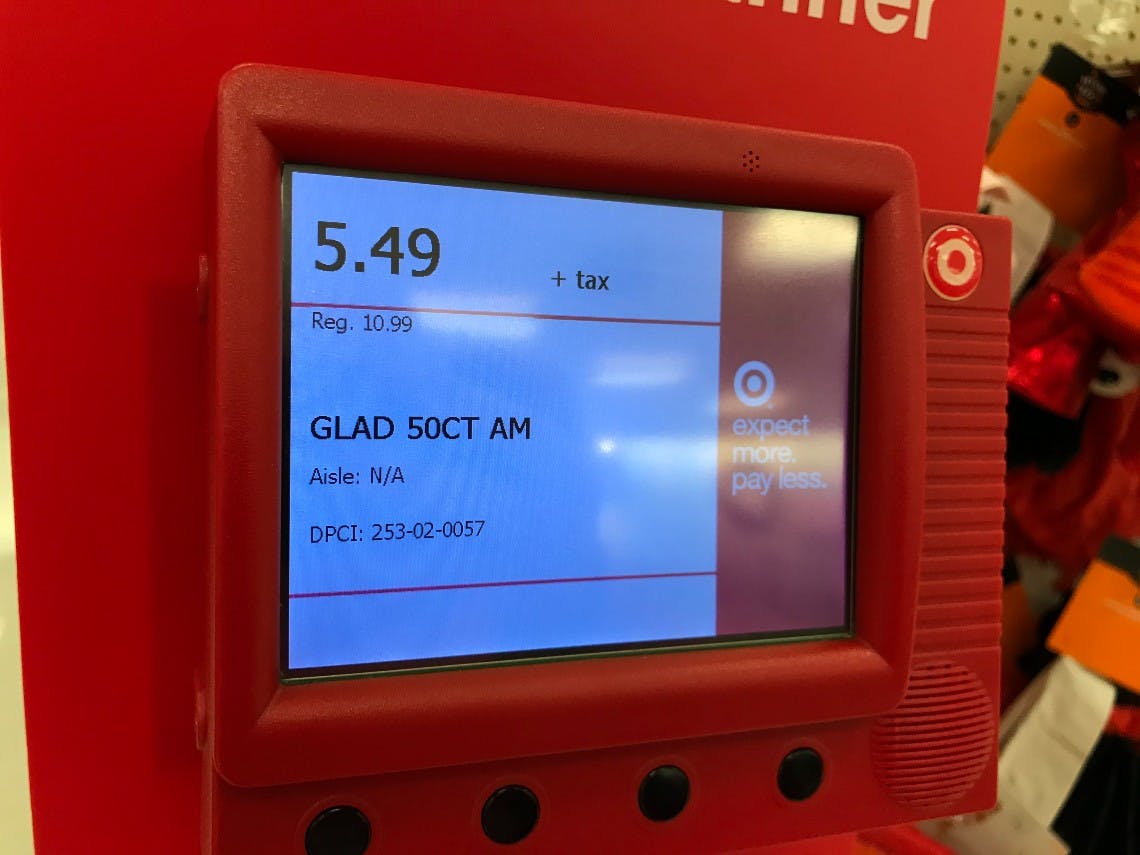 5.49
+ tax
Reg. 10.99
GLAD 50CT AM
Aisle: N/A
DPCI: 253-02-0057
expect
more.
pay less.